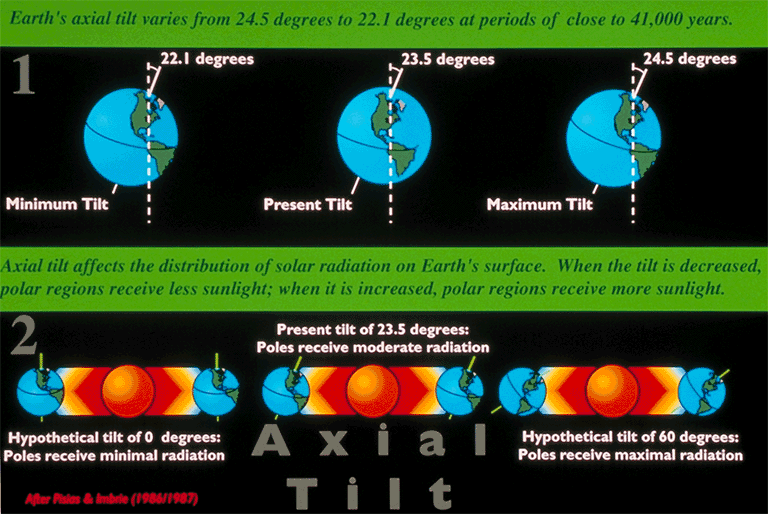 Earth's axial tilt varies from 24.5 degrees to 22.1 degrees at periods of close to 41,000 years.
1
22.1 degrees
23.5 degrees
24.5 degrees
Minimum Tilt
Present Tilt
Maximum Tilt
Axial tilt affects the distribution of solar radiation on Earth's surface. When the tilt is decreased,
polar regions receive less sunlight; when it is increased, polar regions receive more sunlight.
2
Present tilt of 23.5 degrees:
Poles receive moderate radiation
Hypothetical tilt of 0 degrees:
Poles receive minimal radiation
Hypothetical tilt of 60 degrees:
Poles receive maximal radiation
Axial
Tilt
After Pisias & Imbrie (1986/1987)